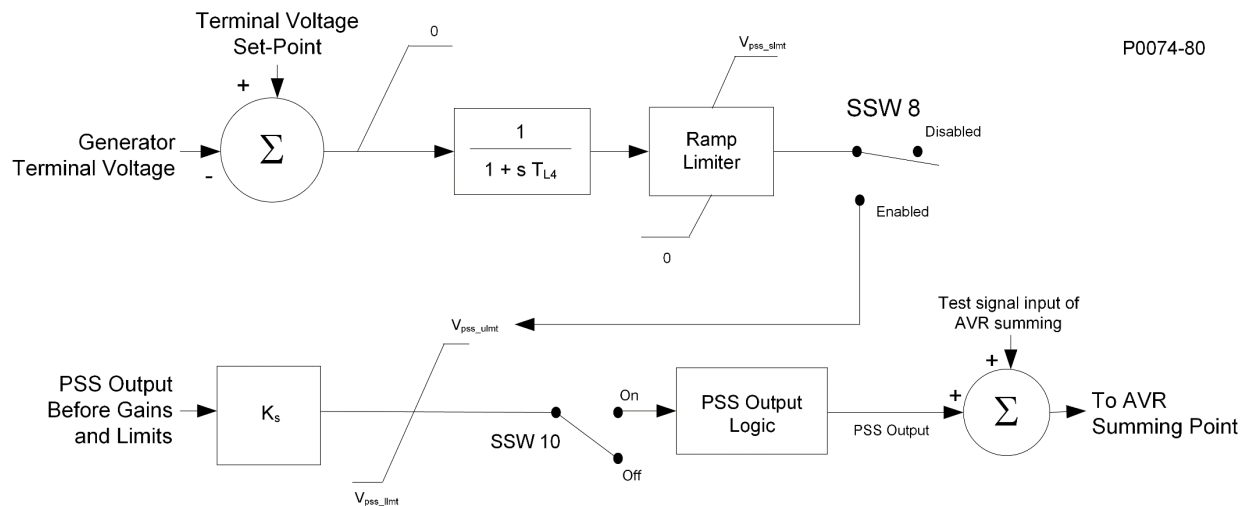 Terminal Voltage
Set-Point
0
V_pss_slmt
P0074-80
+
SSW 8
Disabled
Generator
Terminal Voltage
-
Σ
1
1 + s T_L4
Ramp
Limiter
Enabled
0
Test signal input of
AVR summing
V_pss_ulmt
+
PSS Output
Before Gains
and Limits
K_s
On
PSS Output
Logic
+
Σ
To AVR
Summing Point
SSW 10
PSS Output
Off
V_pss_llmt